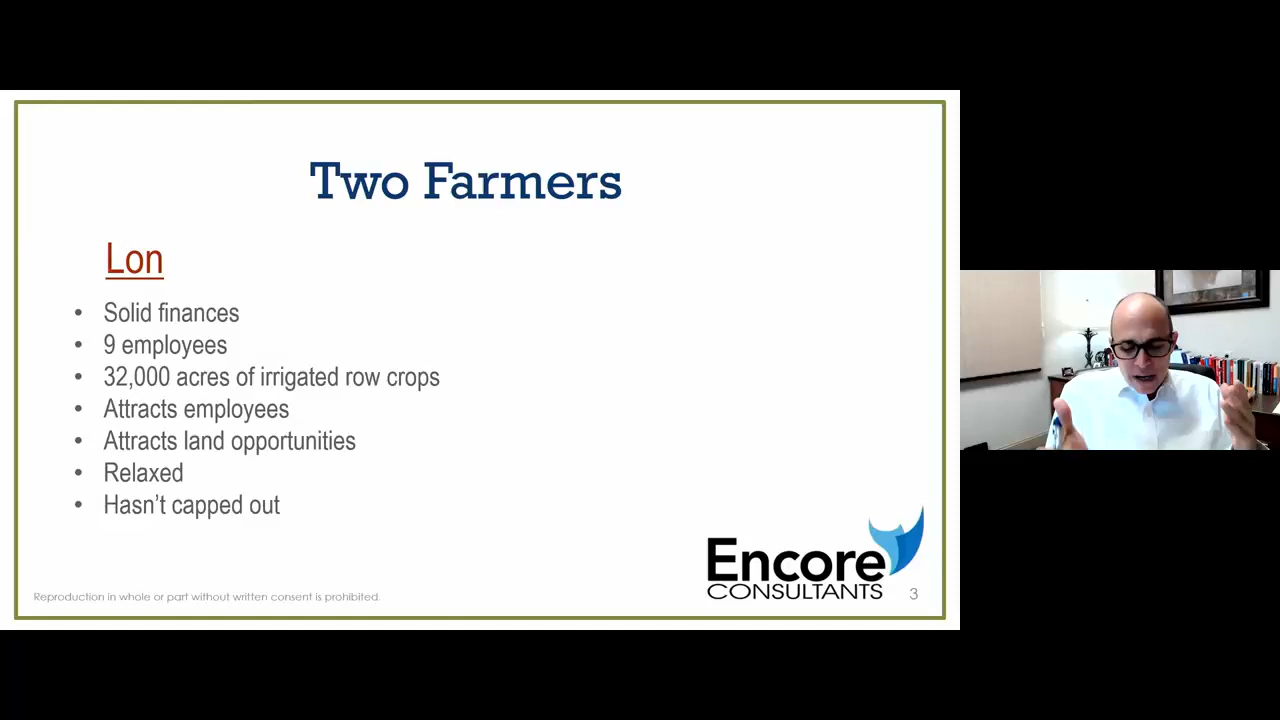 Two Farmers
Lon
• Solid finances
• 9 employees
• 32,000 acres of irrigated row crops
• Attracts employees
• Attracts land opportunities
• Relaxed
• Hasn’t capped out
Encore
CONSULTANTS
Reproduction in whole or part without written consent is prohibited.
3